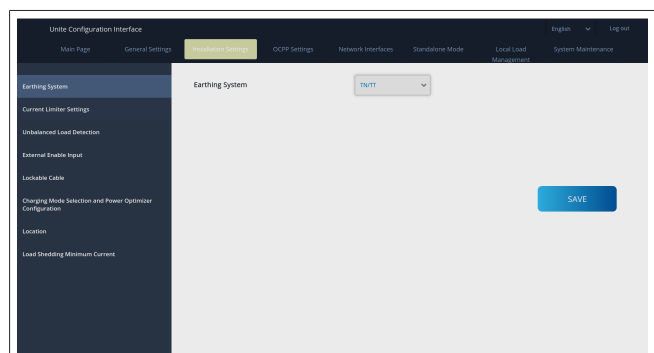 Unite Configuration Interface
English
Log out
Main Page
General Settings
Installation Settings
OCPP Settings
Network Interfaces
Standalone Mode
Local Load
Management
System Maintenance
Earthing System
Current Limiter Settings
Unbalanced Load Detection
External Enable Input
Lockable Cable
Charging Mode Selection and Power Optimizer
Configuration
Location
Load Shedding Minimum Current
Earthing System
TN/TT
SAVE